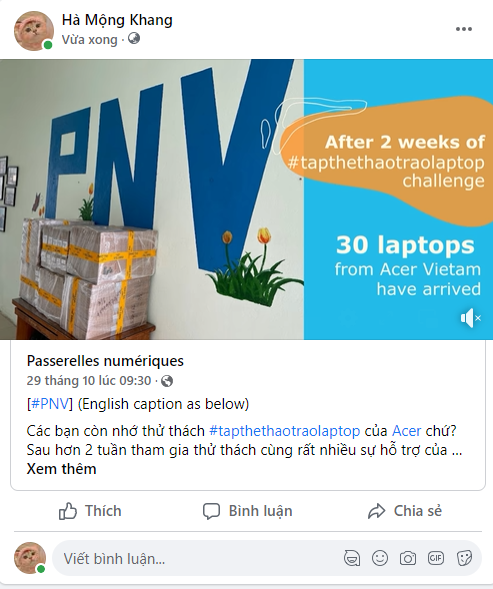 Hà Mộng Khang
Vừa xong ·
PNV
After 2 weeks of
#tapthethaotraolaptop
challenge
30 laptops
from Acer Vietam
have arrived
Passerelles numériques
29 tháng 10 lúc 09:30 ·
[#PNV] (English caption as below)
Các bạn còn nhớ thử thách #tapthethaotraolaptop của Acer chứ?
Sau hơn 2 tuần tham gia thử thách cùng rất nhiều sự hỗ trợ của ...
Xem thêm
Thích Bình luận Chia sẻ
Viết bình luận... GIF